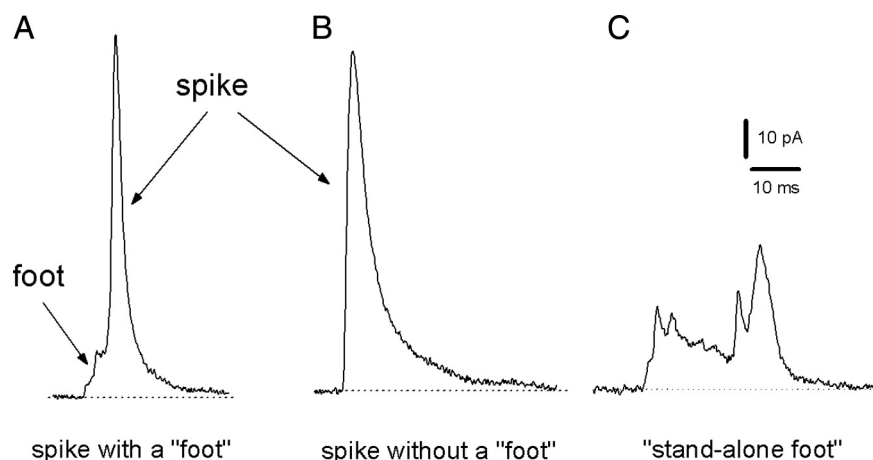 A
B
C
spike
10 pA
10 ms
foot
spike with a "foot"
spike without a "foot"
"stand-alone foot"